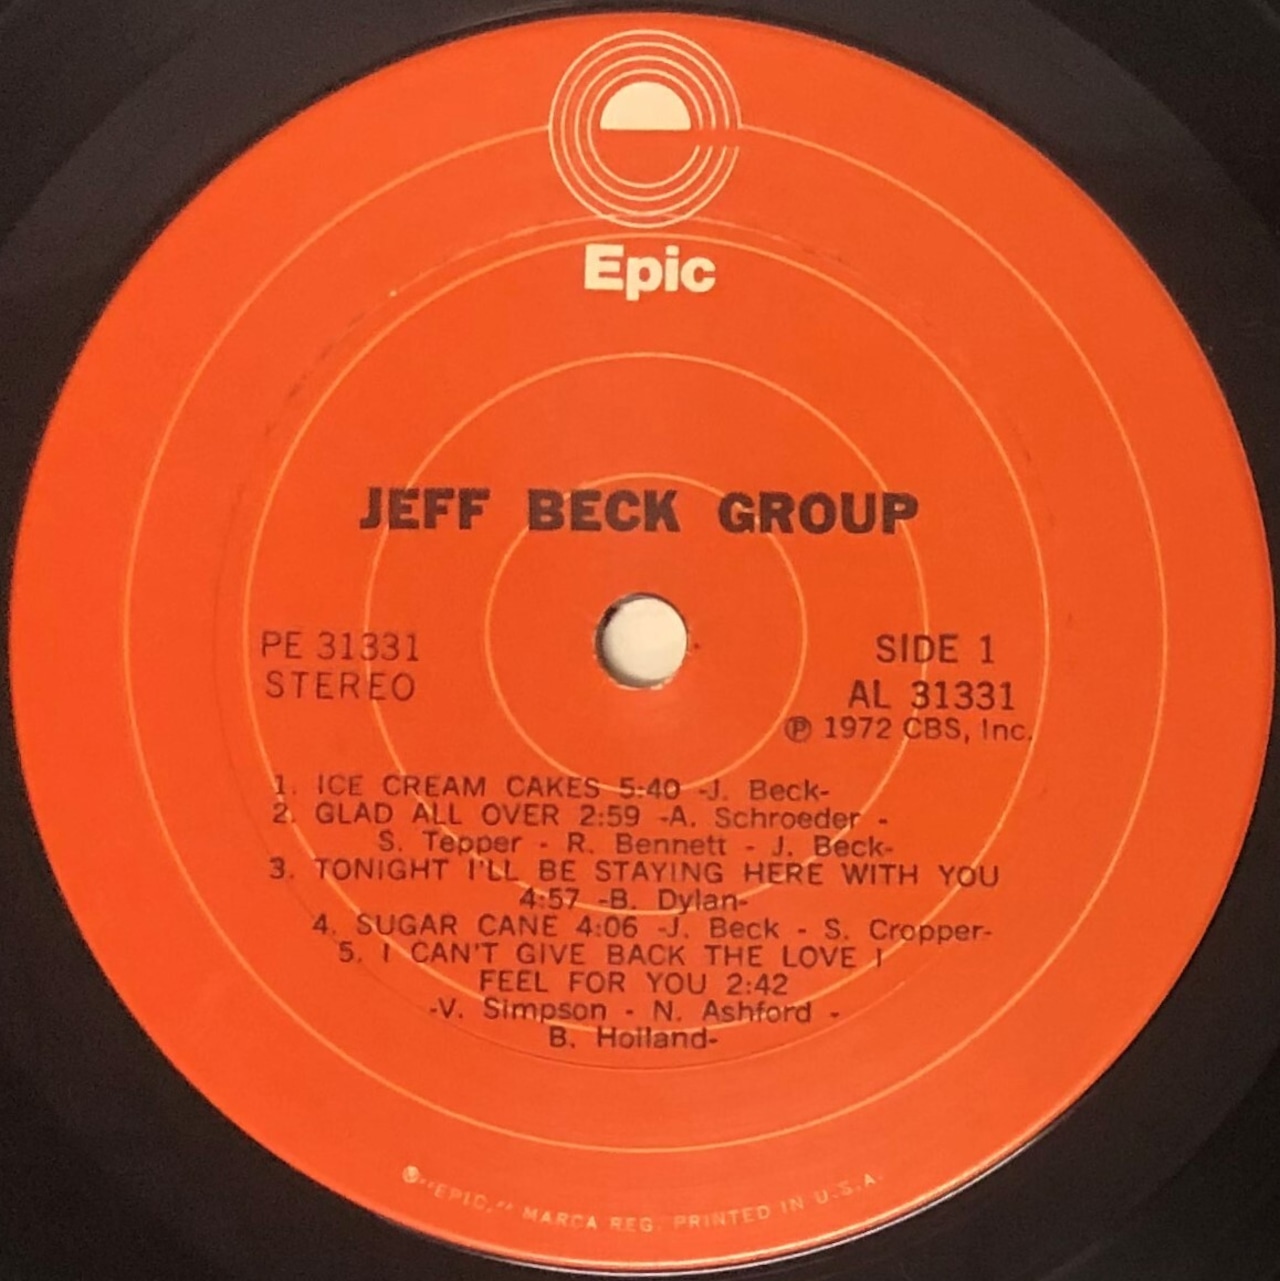 Epic
JEFF BECK GROUP
PE 31331
STEREO
SIDE 1
AL 31331
℗ 1972 CBS, Inc.
1. ICE CREAM CAKES 5:40 -J. Beck-
2. GLAD ALL OVER 2:59 -A. Schroeder -
S. Tepper - R. Bennett - J. Beck-
3. TONIGHT I'LL BE STAYING HERE WITH YOU
4:57 -B. Dylan-
4. SUGAR CANE 4:06 -J. Beck - S. Cropper-
5. I CAN'T GIVE BACK THE LOVE I
FEEL FOR YOU 2:42
-V. Simpson - N. Ashford -
B. Holland-
®"EPIC," MARCA REG. PRINTED IN U.S.A.